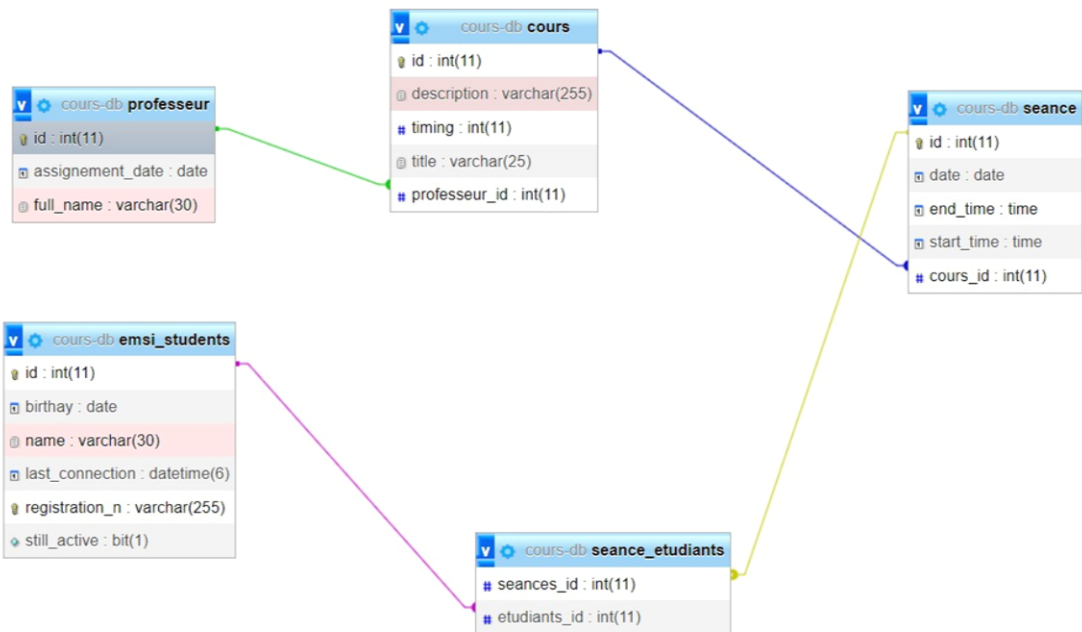 cours-db cours
id : int(11)
description : varchar(255)
timing : int(11)
title : varchar(25)
professeur_id : int(11)
cours-db professeur
id : int(11)
assignement_date : date
full_name : varchar(30)
cours-db seance
id : int(11)
date : date
end_time : time
start_time : time
cours_id : int(11)
cours-db emsi_students
id : int(11)
birthay : date
name : varchar(30)
last_connection : datetime(6)
registration_n : varchar(255)
still_active : bit(1)
cours-db seance_etudiants
seances_id : int(11)
etudiants_id : int(11)